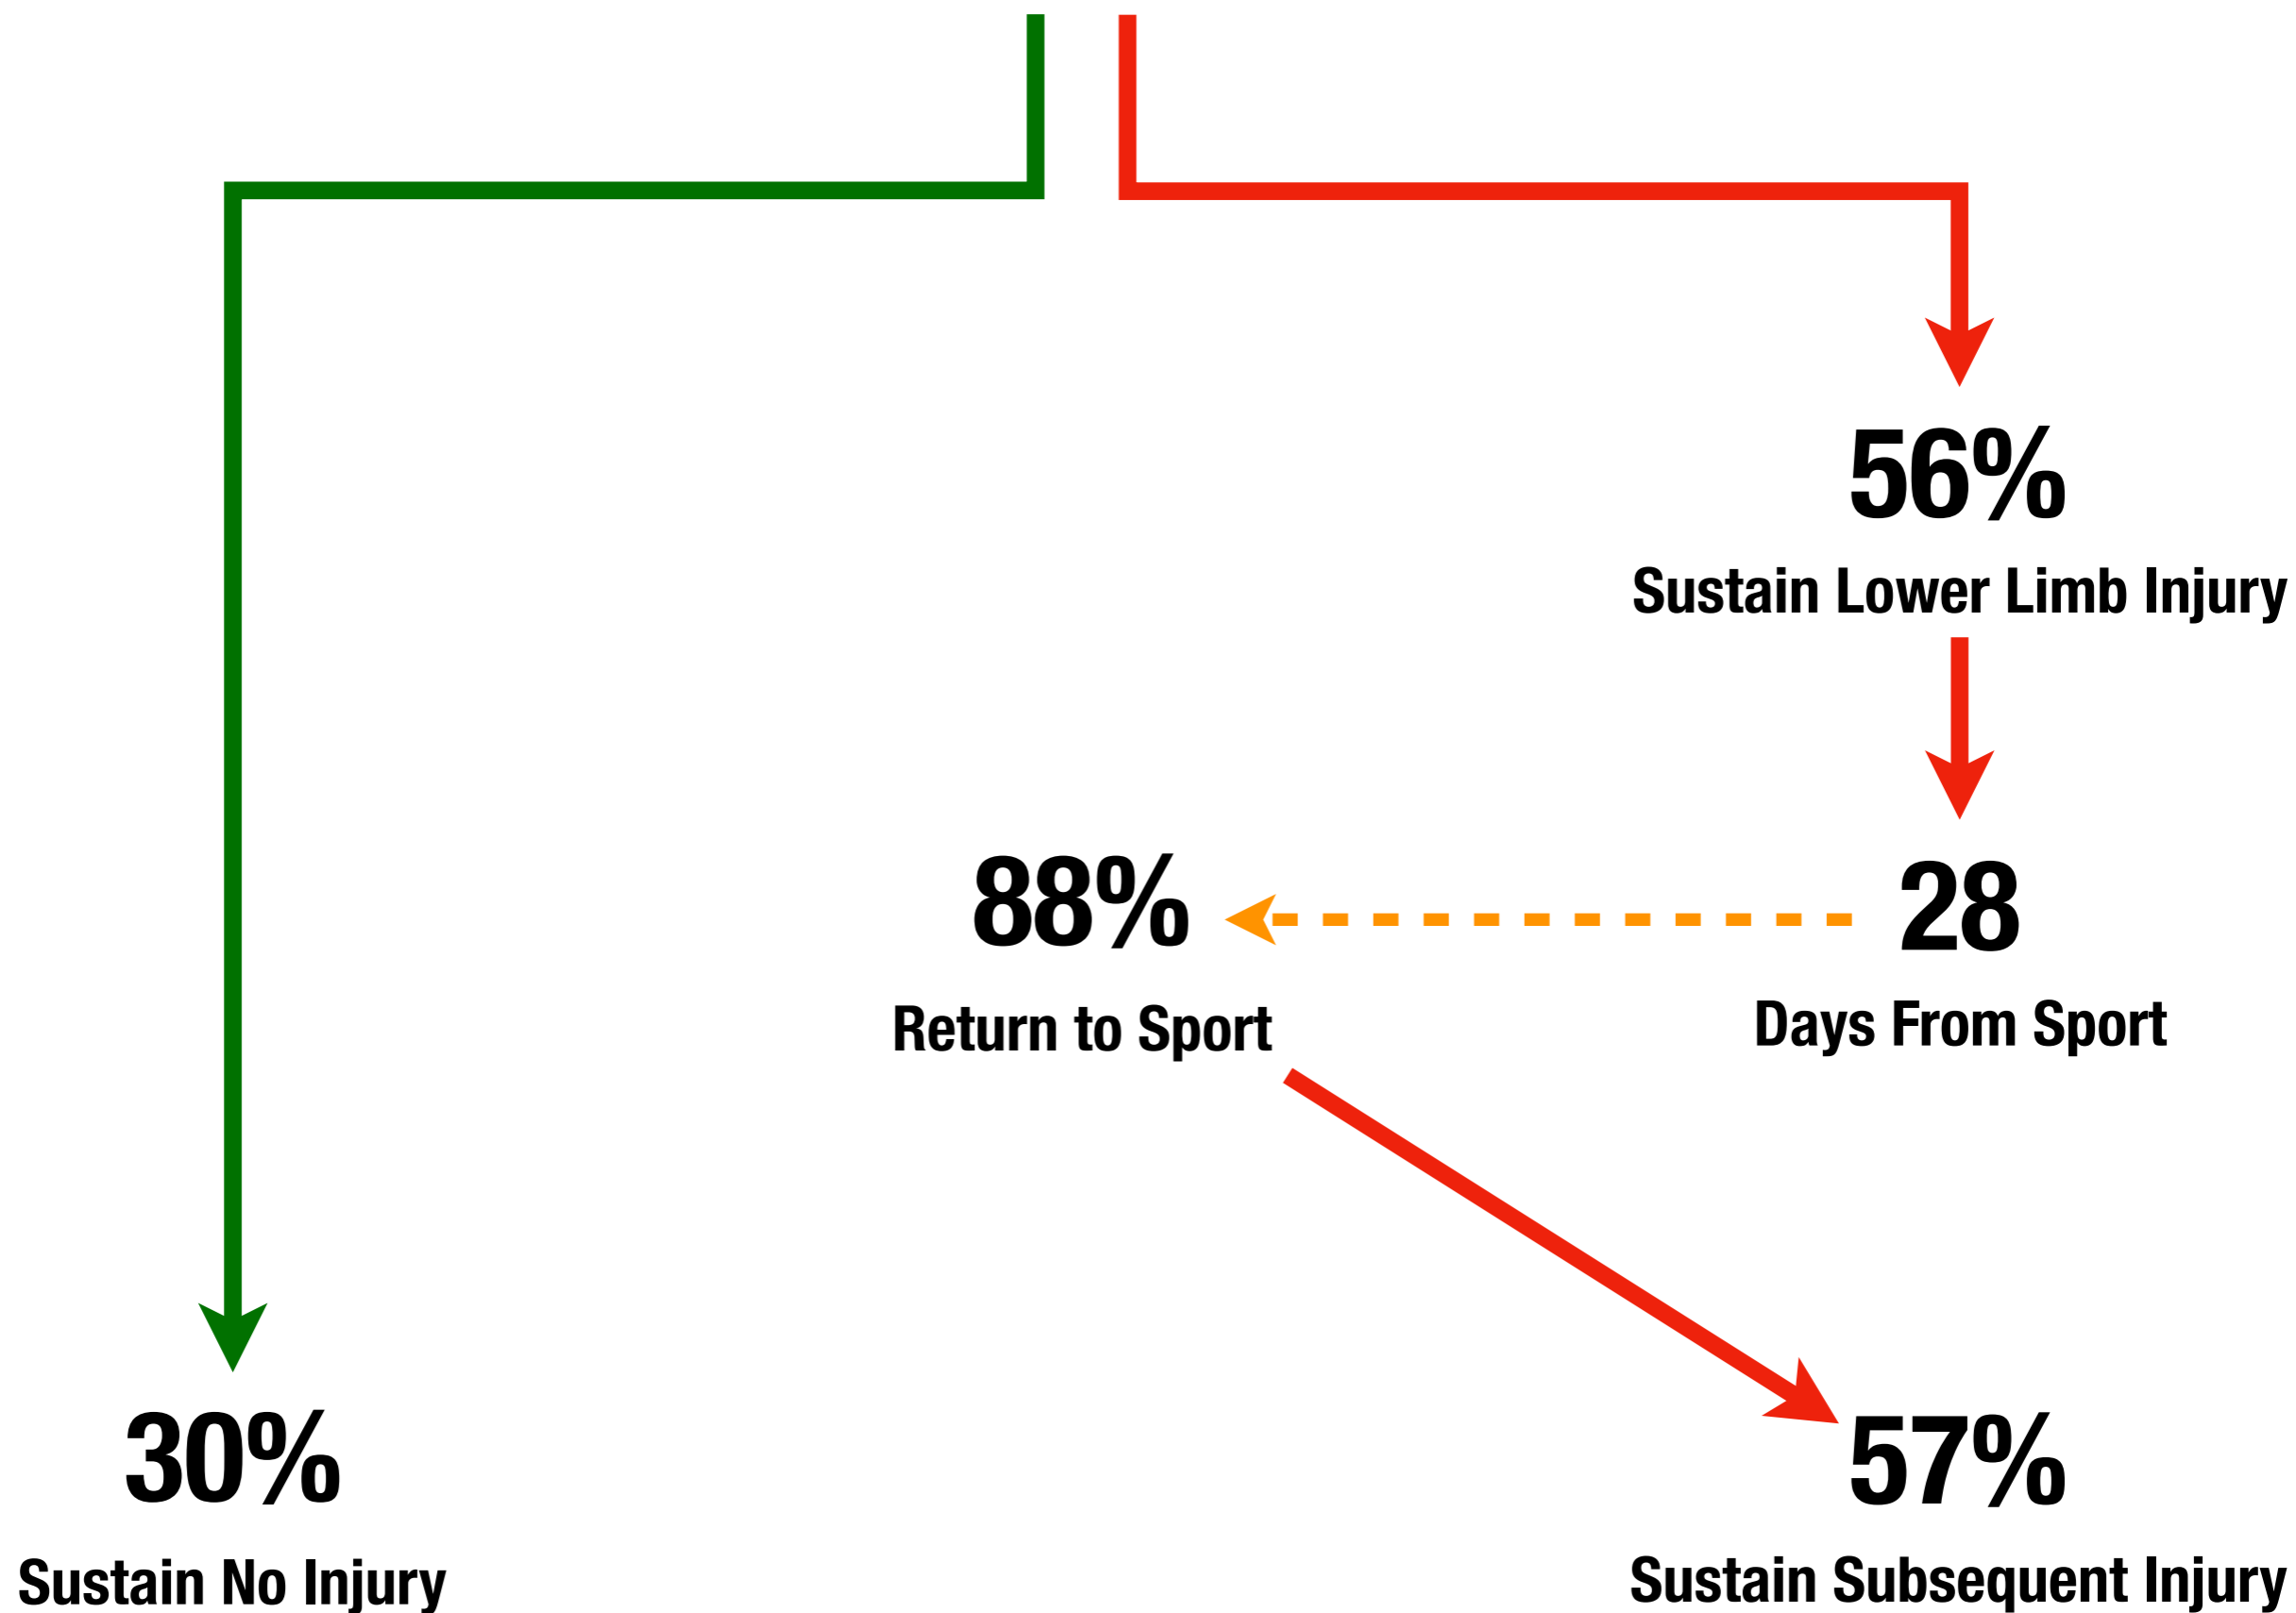 56%
Sustain Lower Limb Injury
88%
Return to Sport
28
Days From Sport
30%
Sustain No Injury
57%
Sustain Subsequent Injury